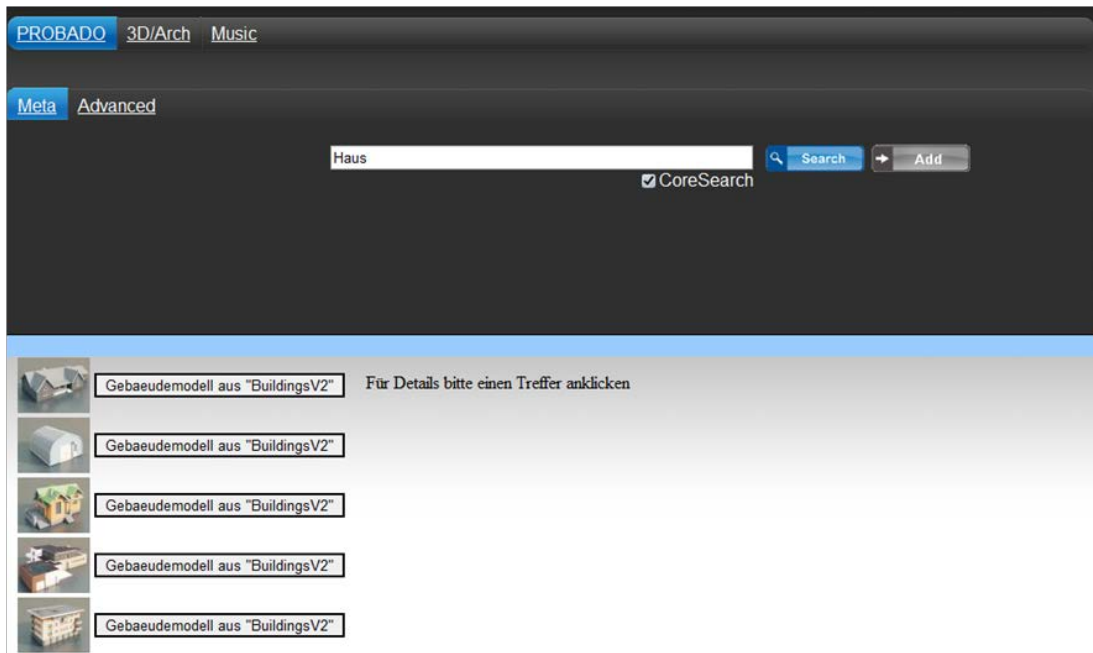 PROBADO 3D/Arch Music
Meta Advanced
Haus Search Add
CoreSearch
Gebaeudemodell aus "BuildingsV2" Für Details bitte einen Treffer anklicken
Gebaeudemodell aus "BuildingsV2"
Gebaeudemodell aus "BuildingsV2"
Gebaeudemodell aus "BuildingsV2"
Gebaeudemodell aus "BuildingsV2"